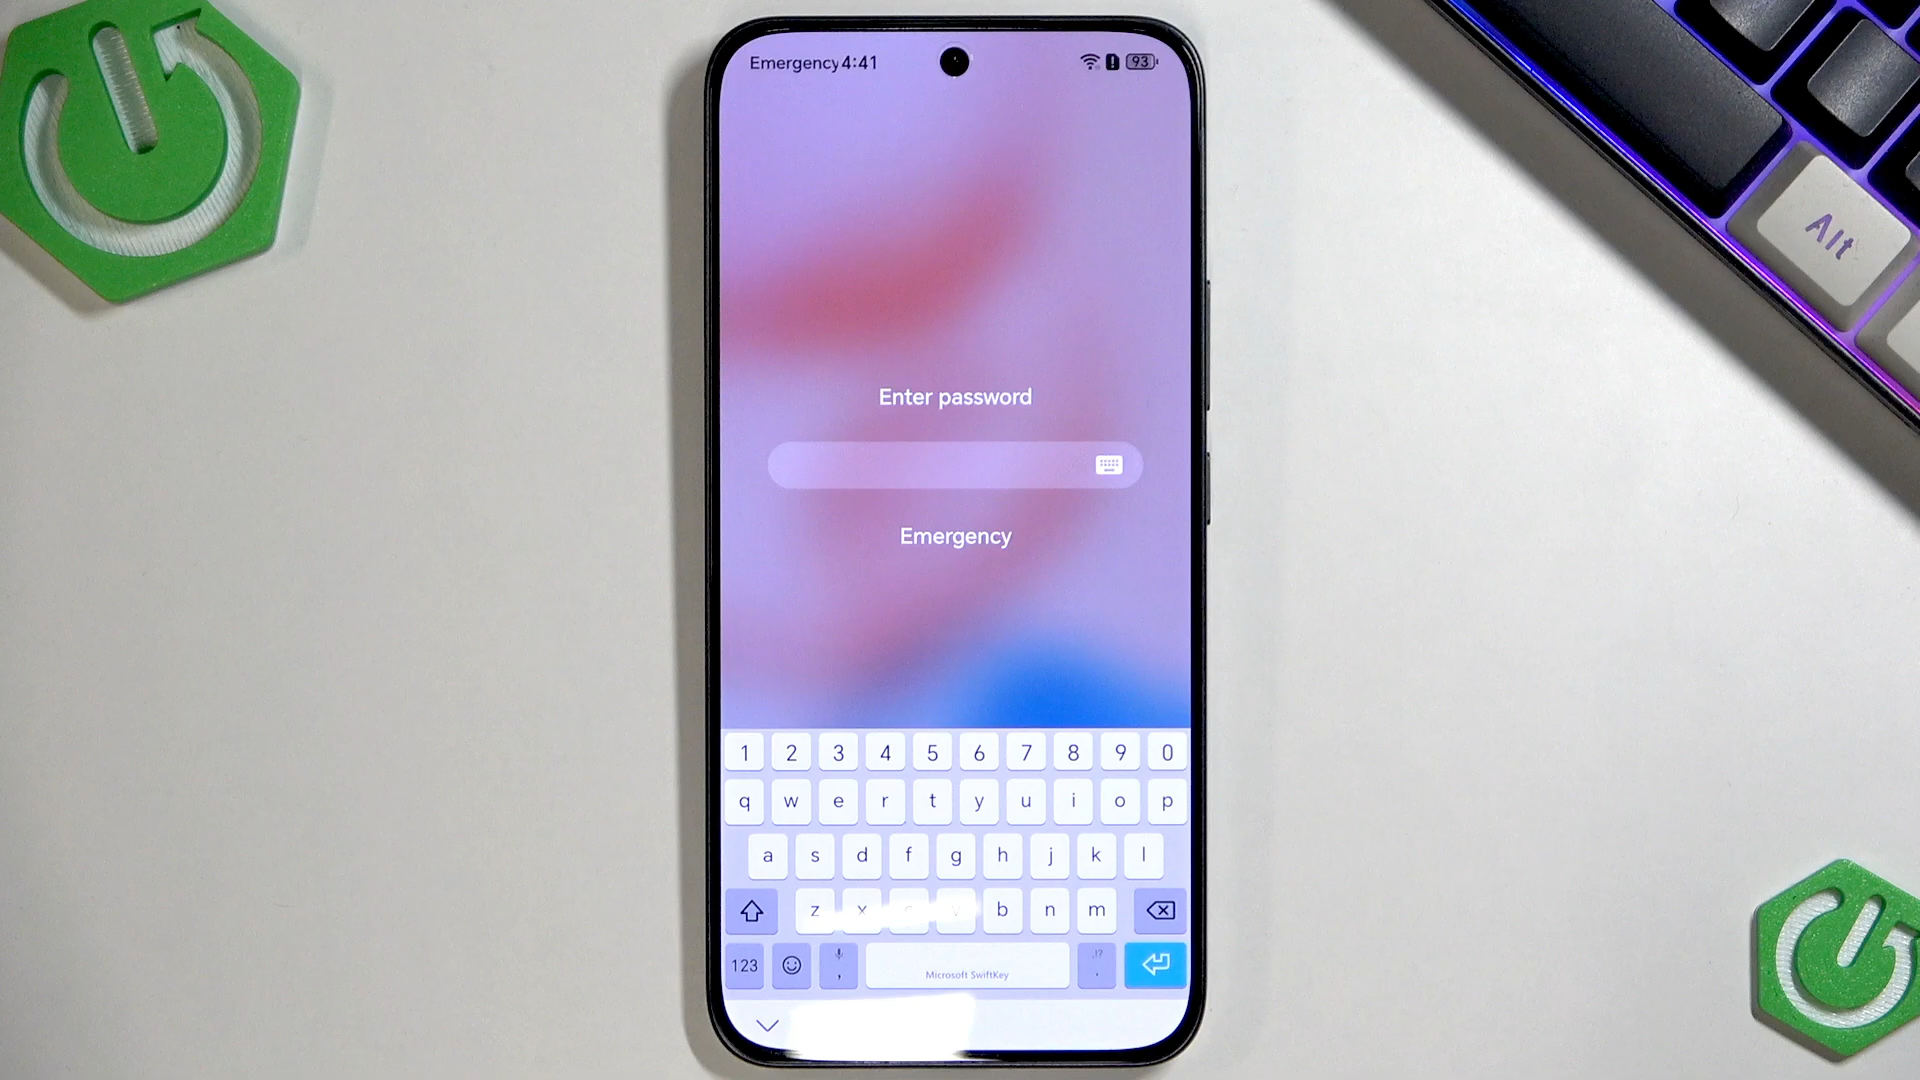 Emergency 4:41
93
Enter password
Emergency
1 2 3 4 5 6 7 8 9 0
q w e r t y u i o p
a s d f g h j k l
z x c v b n m
123 , Microsoft SwiftKey ,!? .
Alt